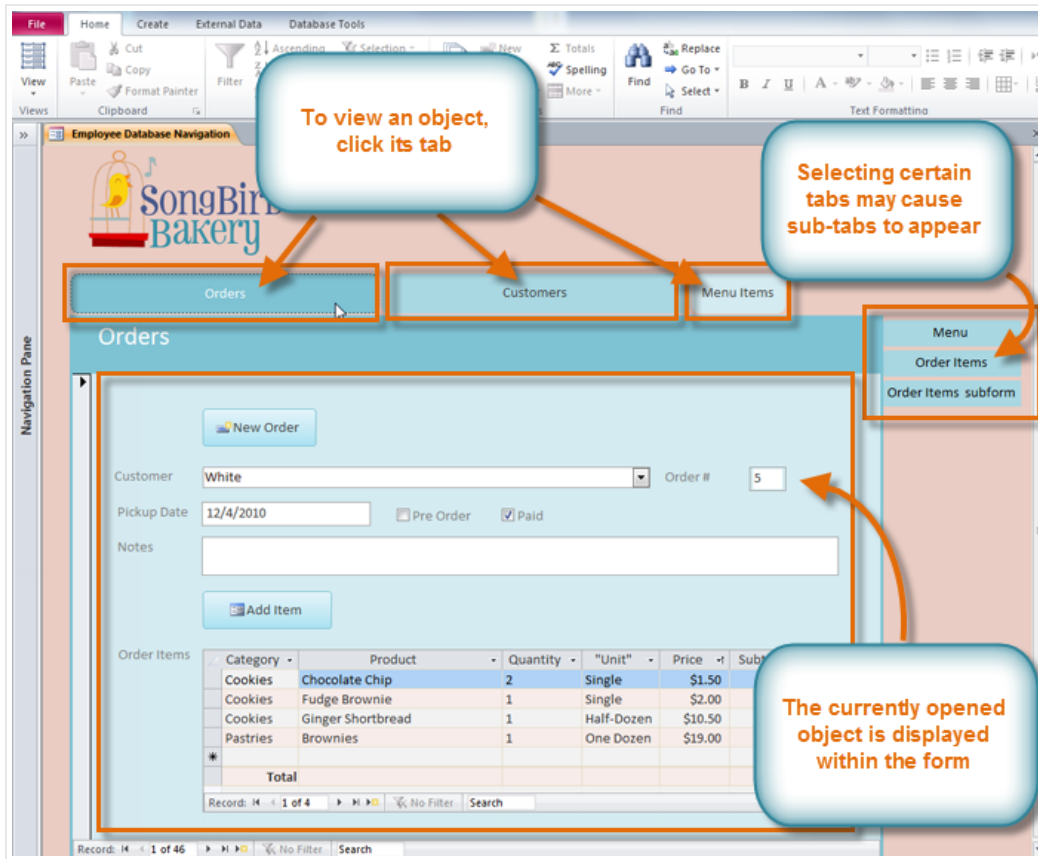 File Home Create External Data Database Tools
View
Views
Paste
Cut
Copy
Format Painter
Clipboard
Filter
Ascending
Selection
New
Totals
Spelling
More
Find
Replace
Go To
Select
Find
B I U A
Text Formatting
To view an object,
click its tab
Employee Database Navigation
Selecting certain
tabs may cause
sub-tabs to appear
SongBird
Bakery
Orders Customers Menu Items
Orders
Menu
Order Items
Order Items subform
Navigation Pane
New Order
Customer White Order # 5
Pickup Date 12/4/2010 Pre Order Paid
Notes
Add Item
Order Items
Category Product Quantity "Unit" Price
Cookies Chocolate Chip 2 Single $1.50
Cookies Fudge Brownie 1 Single $2.00
Cookies Ginger Shortbread 1 Half-Dozen $10.50
Pastries Brownies 1 One Dozen $19.00
Total
Record: 1 of 4 No Filter Search
The currently opened
object is displayed
within the form
Record: 1 of 46 No Filter Search